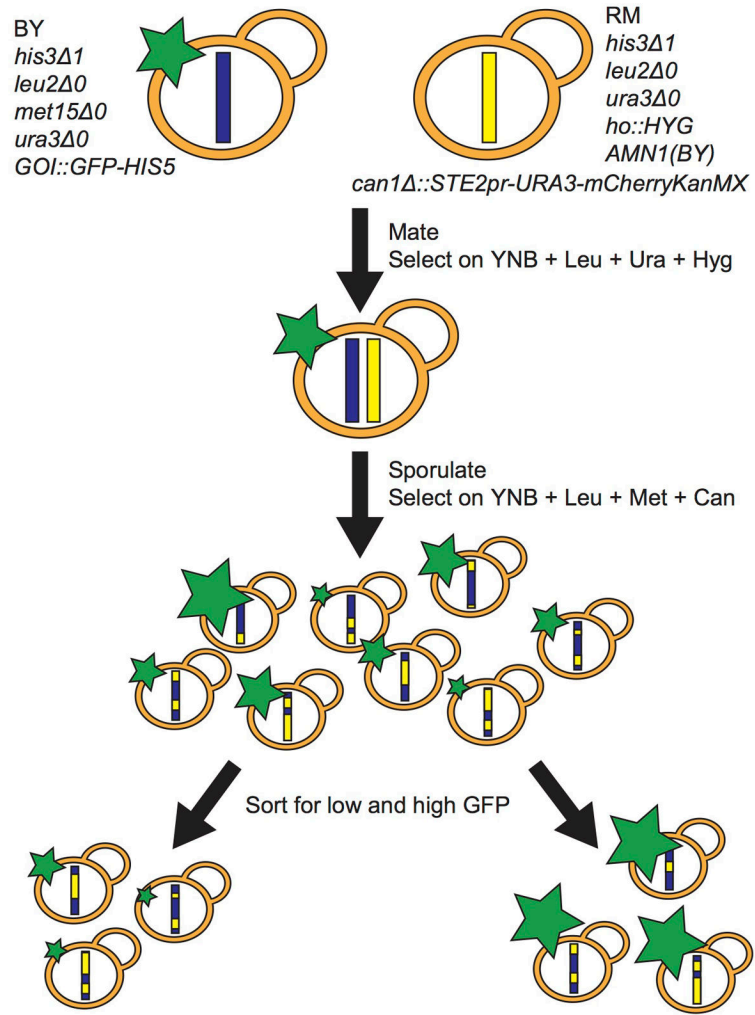 BY
his3Δ1
leu2Δ0
met15Δ0
ura3Δ0
GOI::GFP-HIS5
RM
his3Δ1
leu2Δ0
ura3Δ0
ho::HYG
AMN1(BY)
can1Δ::STE2pr-URA3-mCherryKanMX
Mate
Select on YNB + Leu + Ura + Hyg
Sporulate
Select on YNB + Leu + Met + Can
Sort for low and high GFP